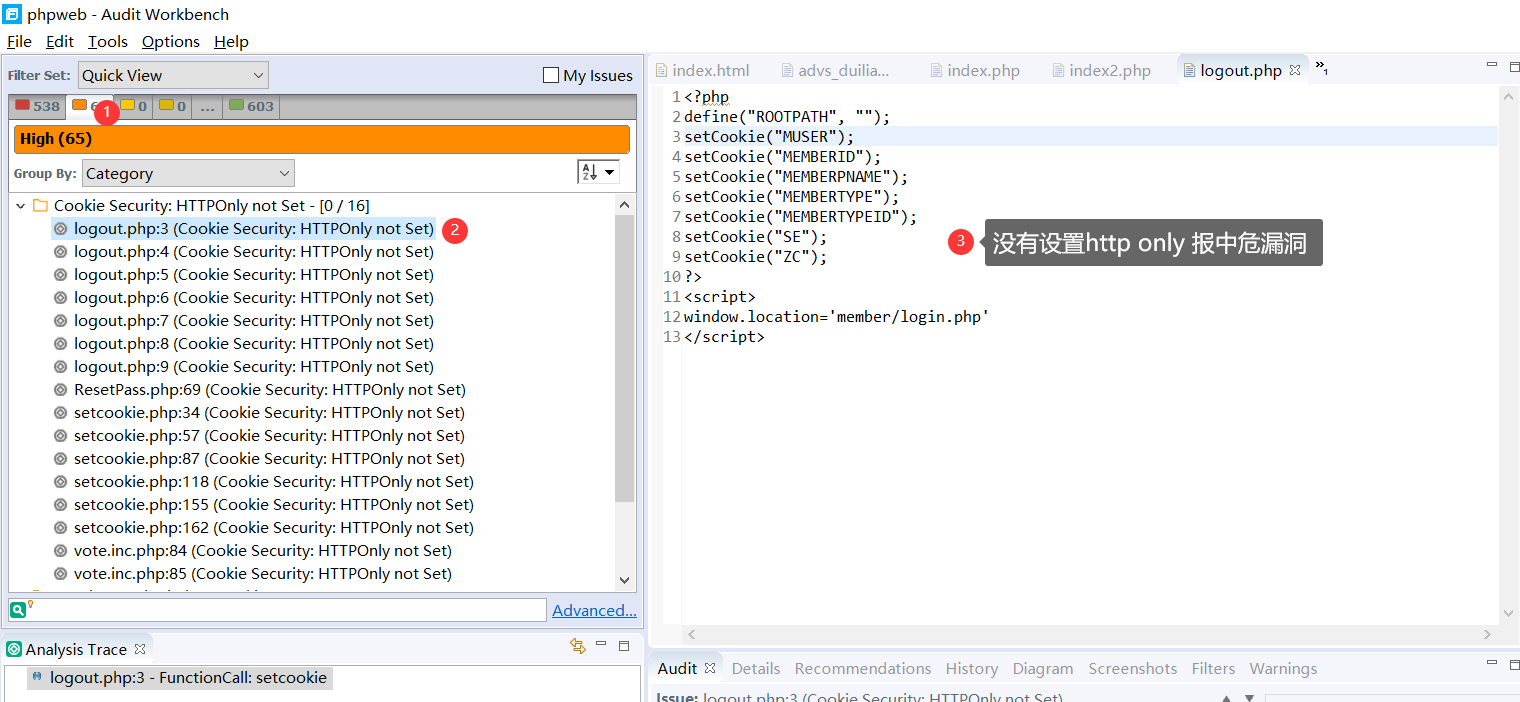 phpweb - Audit Workbench
File Edit Tools Options Help
Filter Set: Quick View My Issues
538 0 0 ... 603
1
High (65)
Group By: Category
Cookie Security: HTTPOnly not Set - [0 / 16]
logout.php:3 (Cookie Security: HTTPOnly not Set) 2
logout.php:4 (Cookie Security: HTTPOnly not Set)
logout.php:5 (Cookie Security: HTTPOnly not Set)
logout.php:6 (Cookie Security: HTTPOnly not Set)
logout.php:7 (Cookie Security: HTTPOnly not Set)
logout.php:8 (Cookie Security: HTTPOnly not Set)
logout.php:9 (Cookie Security: HTTPOnly not Set)
ResetPass.php:69 (Cookie Security: HTTPOnly not Set)
setcookie.php:34 (Cookie Security: HTTPOnly not Set)
setcookie.php:57 (Cookie Security: HTTPOnly not Set)
setcookie.php:87 (Cookie Security: HTTPOnly not Set)
setcookie.php:118 (Cookie Security: HTTPOnly not Set)
setcookie.php:155 (Cookie Security: HTTPOnly not Set)
setcookie.php:162 (Cookie Security: HTTPOnly not Set)
vote.inc.php:84 (Cookie Security: HTTPOnly not Set)
vote.inc.php:85 (Cookie Security: HTTPOnly not Set)
Advanced...
Analysis Trace
logout.php:3 - FunctionCall: setcookie
index.html advs_duilia... index.php index2.php logout.php »1
1 <?php
2 define("ROOTPATH", "");
3 setCookie("MUSER");
4 setCookie("MEMBERID");
5 setCookie("MEMBERPNAME");
6 setCookie("MEMBERTYPE");
7 setCookie("MEMBERTYPEID");
8 setCookie("SE");
9 setCookie("ZC");
10 ?>
11 <script>
12 window.location='member/login.php'
13 </script>
3 没有设置http only 报中危漏洞
Audit Details Recommendations History Diagram Screenshots Filters Warnings
Issue: logout.php:3 (Cookie Security: HTTPOnly not Set)